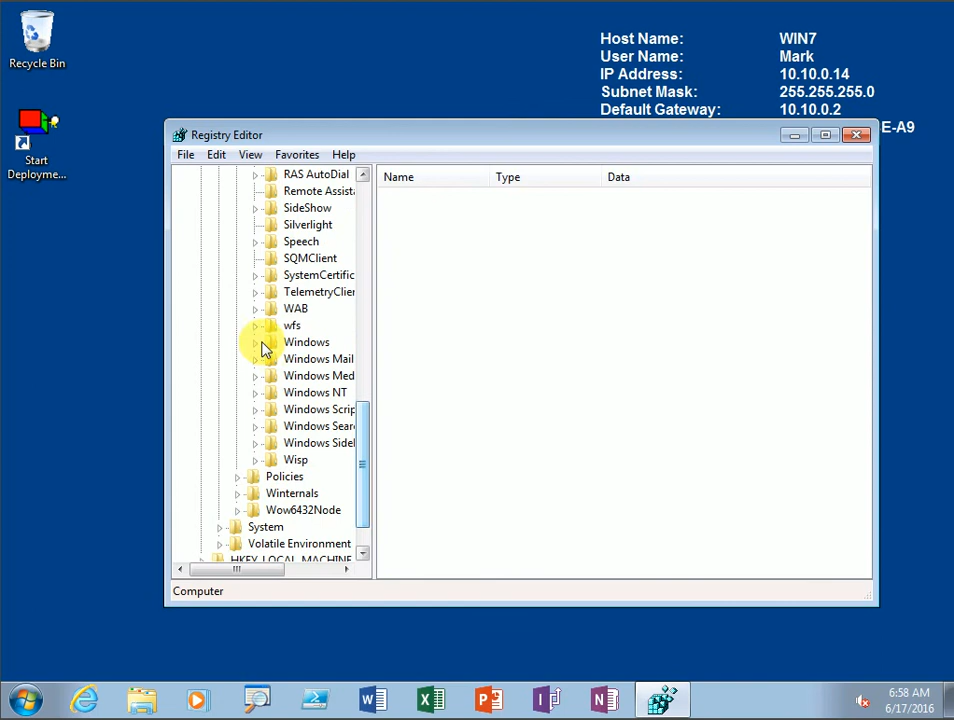 Recycle Bin
Start
Deployme...
Host Name: WIN7
User Name: Mark
IP Address: 10.10.0.14
Subnet Mask: 255.255.255.0
Default Gateway: 10.10.0.2
E-A9
Registry Editor
File Edit View Favorites Help
RAS AutoDial
Remote Assista
SideShow
Silverlight
Speech
SQMClient
SystemCertific
TelemetryClien
WAB
wfs
Windows
Windows Mail
Windows Med
Windows NT
Windows Scrip
Windows Sear
Windows Sidel
Wisp
Policies
Winternals
Wow6432Node
System
Volatile Environment
HKEY_LOCAL_MACHINE
Name Type Data
Computer
6:58 AM
6/17/2016